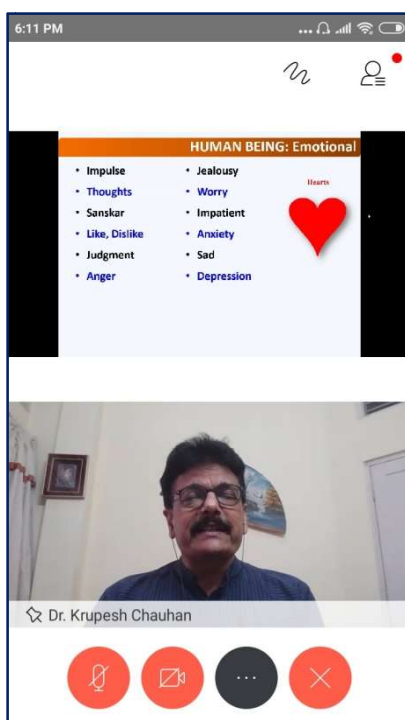 6:11 PM
HUMAN BEING: Emotional
• Impulse
• Thoughts
• Sanskar
• Like, Dislike
• Judgment
• Anger
• Jealousy
• Worry
• Impatient
• Anxiety
• Sad
• Depression
Hearts
Dr. Krupesh Chauhan